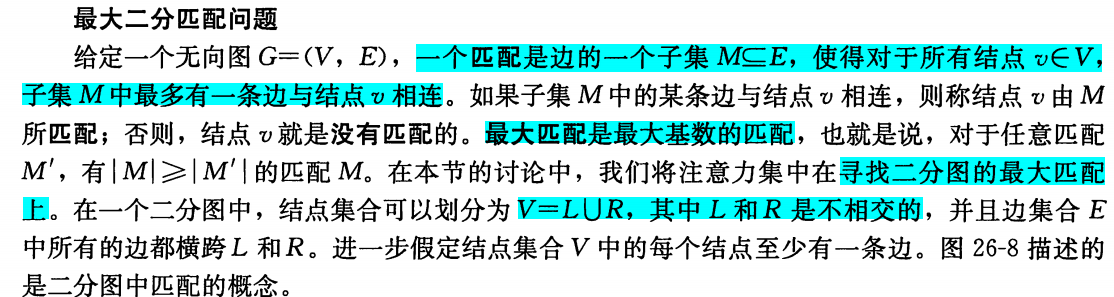 最大二分匹配问题
给定一个无向图 G=(V, E), 一个匹配是边的一个子集 M⊆E, 使得对于所有结点 v∈V,
子集 M 中最多有一条边与结点 v 相连。如果子集 M 中的某条边与结点 v 相连，则称结点 v 由 M
所匹配；否则，结点 v 就是没有匹配的。最大匹配是最大基数的匹配，也就是说，对于任意匹配
M′, 有|M|⩾|M′|的匹配 M。在本节的讨论中，我们将注意力集中在寻找二分图的最大匹配
上。在一个二分图中，结点集合可以划分为 V=L∪R, 其中 L 和 R 是不相交的，并且边集合 E
中所有的边都横跨 L 和 R。进一步假定结点集合 V 中的每个结点至少有一条边。图 26-8 描述的
是二分图中匹配的概念。